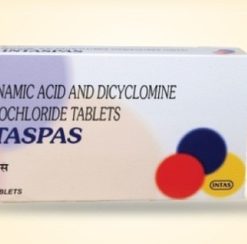 NAMIC ACID AND DICYCLOMINE
OCHLORIDE TABLETS
TASPAS
स
INTAS
BLETS